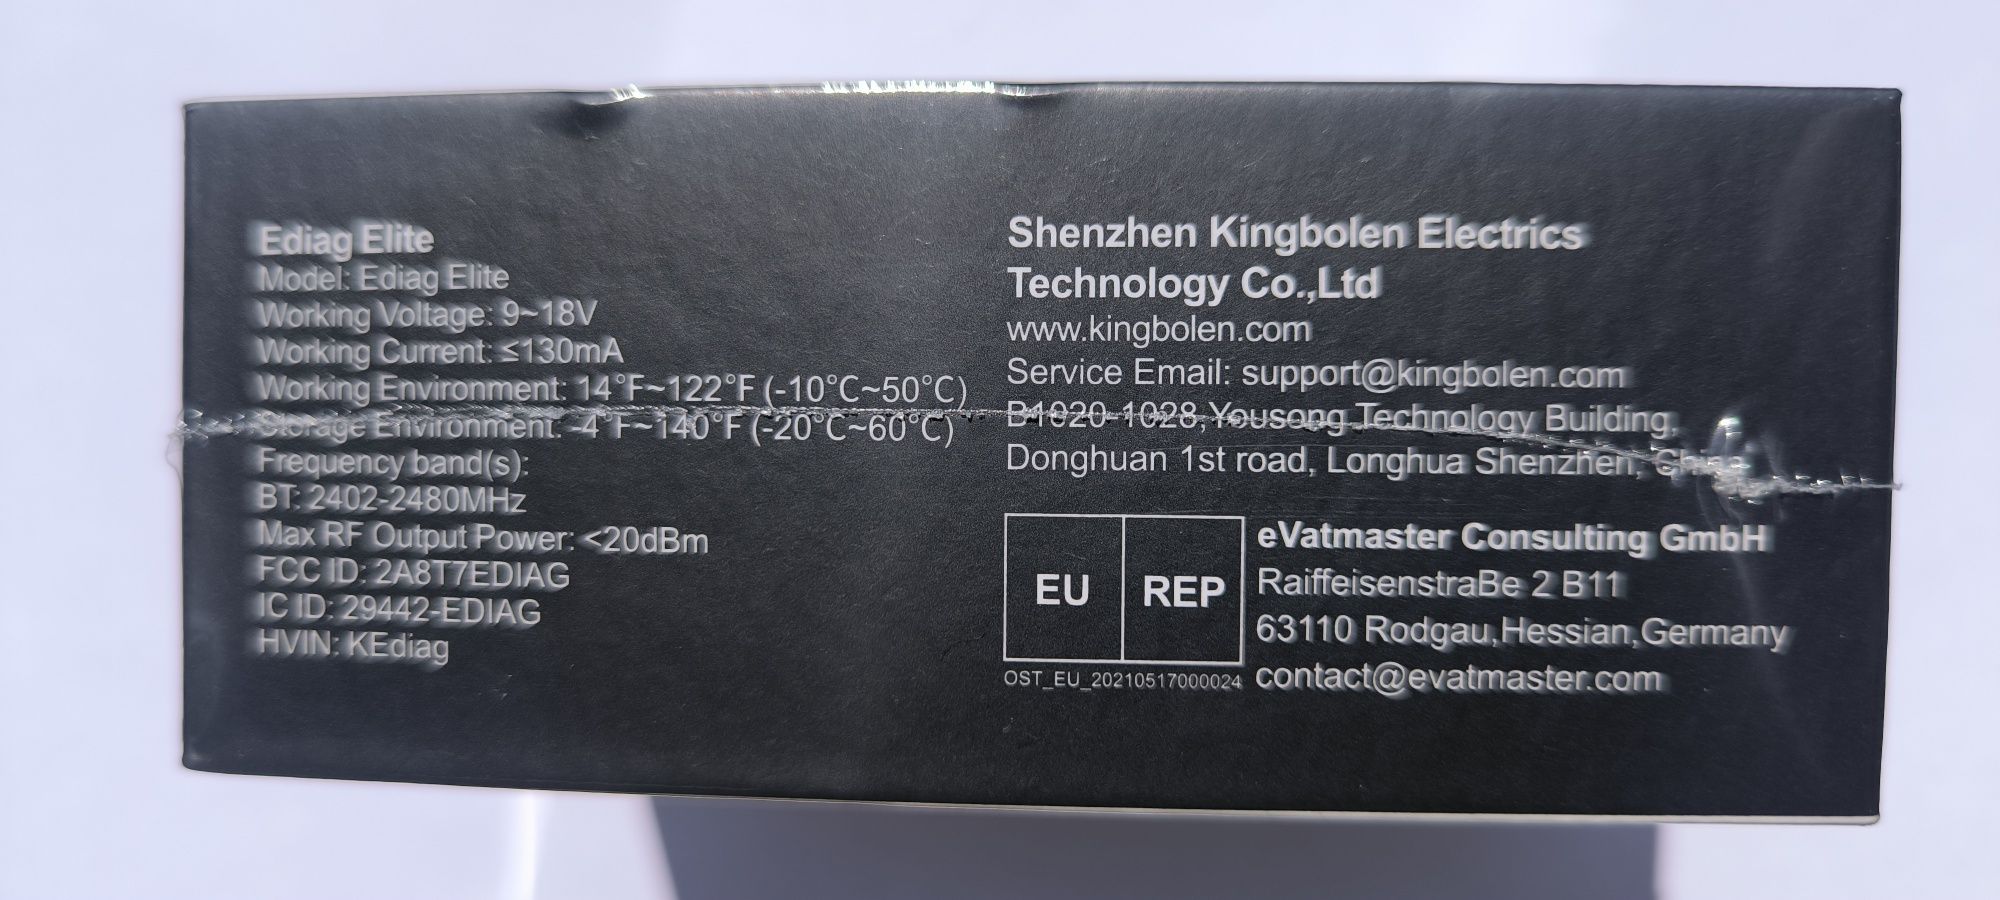 Ediag Elite
Model: Ediag Elite
Working Voltage: 9~18V
Working Current: ≤130mA
Working Environment: 14°F~122°F (-10°C~50°C)
Storage Environment: -4°F~140°F (-20°C~60°C)
Frequency band(s):
BT: 2402-2480MHz
Max RF Output Power: <20dBm
FCC ID: 2A8T7EDIAG
IC ID: 29442-EDIAG
HVIN: KEdiag
Shenzhen Kingbolen Electrics
Technology Co.,Ltd
www.kingbolen.com
Service Email: support@kingbolen.com
B1020-1028,Yousong Technology Building,
Donghuan 1st road, Longhua Shenzhen, China
EU REP
OST_EU_20210517000024
eVatmaster Consulting GmbH
RaiffeisenstraBe 2 B11
63110 Rodgau,Hessian,Germany
contact@evatmaster.com